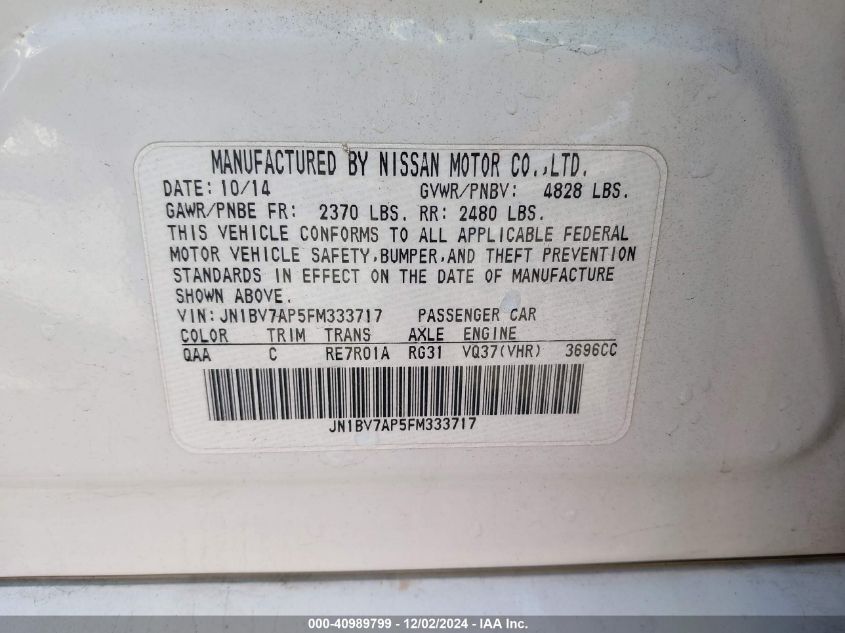 MANUFACTURED BY NISSAN MOTOR CO.,LTD.
DATE: 10/14 GVWR/PNBV: 4828 LBS.
GAWR/PNBE FR: 2370 LBS. RR: 2480 LBS.
THIS VEHICLE CONFORMS TO ALL APPLICABLE FEDERAL
MOTOR VEHICLE SAFETY,BUMPER,AND THEFT PREVENTION
STANDARDS IN EFFECT ON THE DATE OF MANUFACTURE
SHOWN ABOVE.
VIN: JN1BV7AP5FM333717 PASSENGER CAR
COLOR TRIM TRANS AXLE ENGINE
QAA C RE7R01A RG31 VQ37(VHR) 3696CC
JN1BV7AP5FM333717
000-40989799 - 12/02/2024 - IAA Inc.